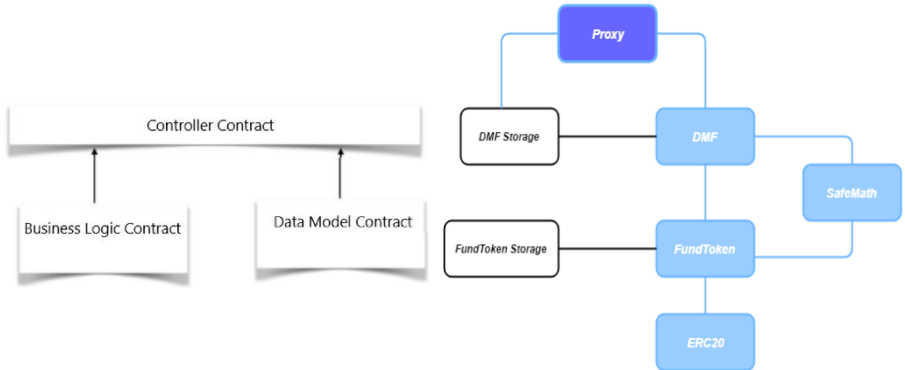 Controller Contract
Business Logic Contract
Data Model Contract
Proxy
DMF Storage
DMF
SafeMath
FundToken Storage
FundToken
ERC20